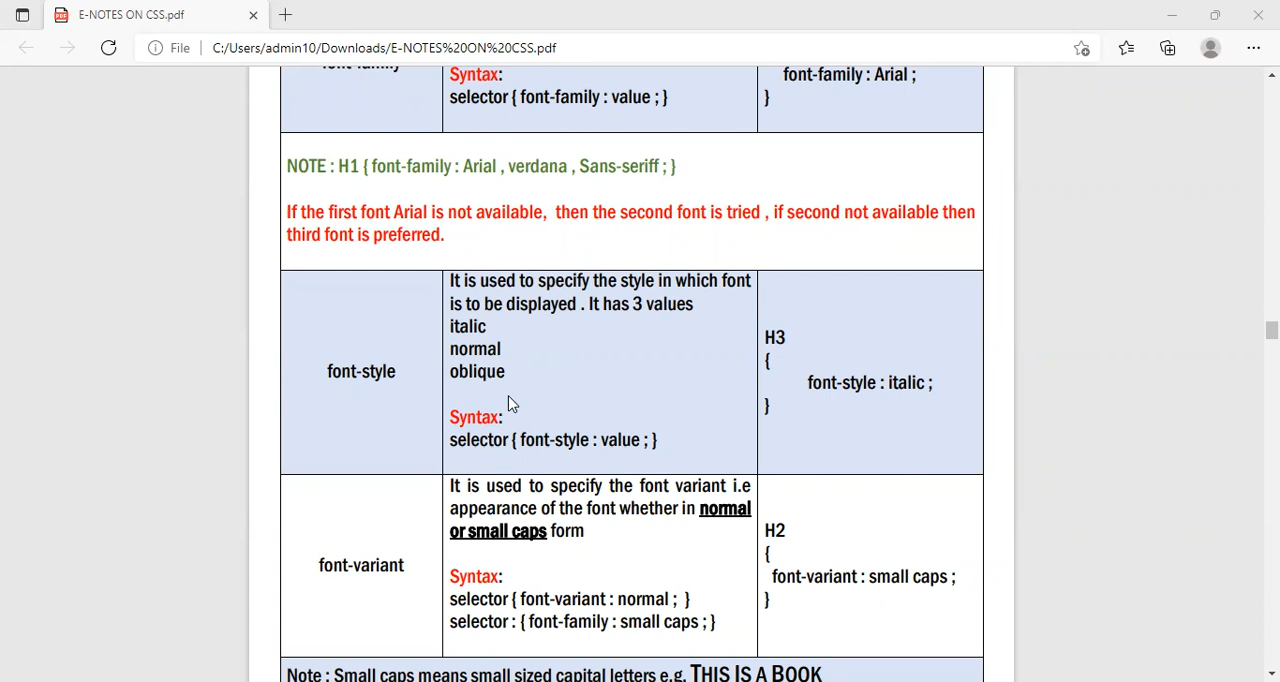 E-NOTES ON CSS.pdf
File
C:/Users/admin10/Downloads/E-NOTES%20ON%20CSS.pdf
font-family
Syntax:
selector { font-family : value ; }
font-family : Arial ;
}
NOTE : H1 { font-family : Arial , verdana , Sans-seriff ; }
If the first font Arial is not available, then the second font is tried , if second not available then
third font is preferred.
font-style
It is used to specify the style in which font
is to be displayed . It has 3 values
italic
normal
oblique
Syntax:
selector { font-style : value ; }
H3
{
font-style : italic ;
}
font-variant
It is used to specify the font variant i.e
appearance of the font whether in normal
or small caps form
Syntax:
selector { font-variant : normal ; }
selector : { font-family : small caps ; }
H2
{
font-variant : small caps ;
}
Note : Small caps means small sized capital letters e.g. THIS IS A BOOK